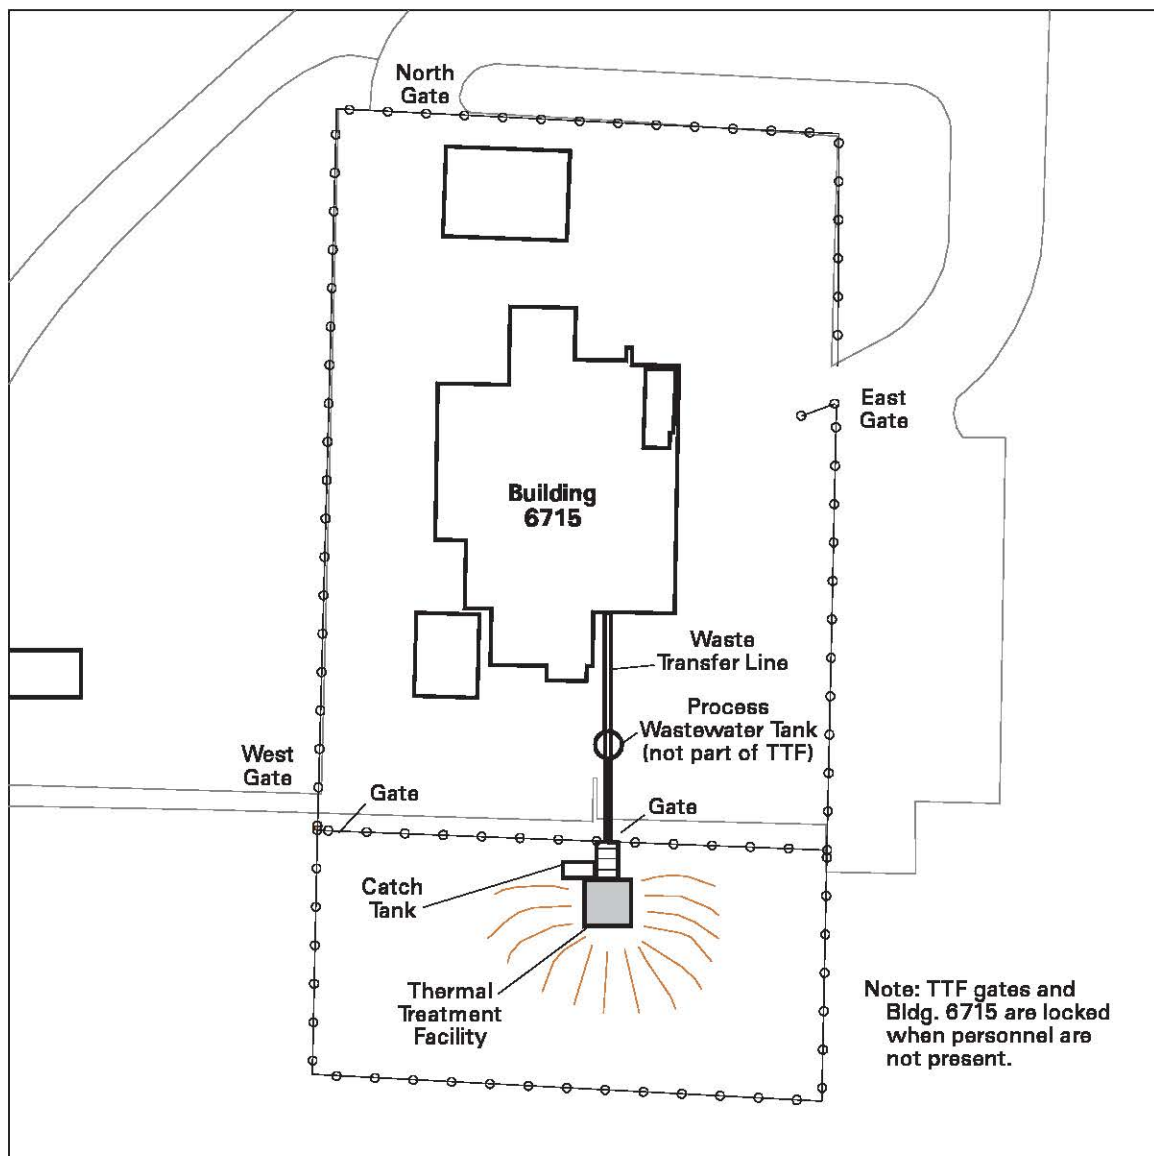 North
Gate
East
Gate
Building
6715
Waste
Transfer Line
Process
Wastewater Tank
(not part of TTF)
West
Gate
Gate
Gate
Catch
Tank
Thermal
Treatment
Facility
Note: TTF gates and
Bldg. 6715 are locked
when personnel are
not present.